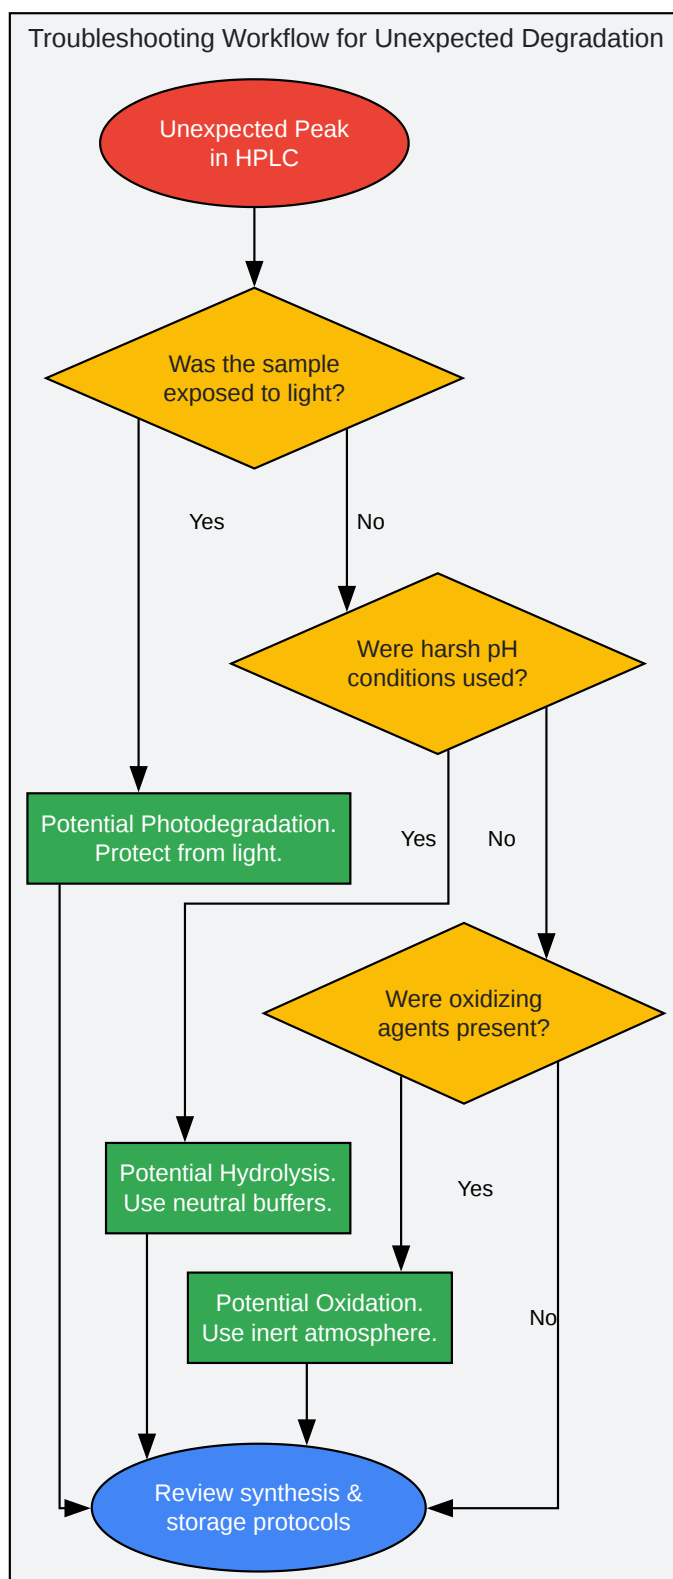 Troubleshooting Workflow for Unexpected Degradation
Unexpected Peak
in HPLC
Was the sample
exposed to light?
Yes
No
Were harsh pH
conditions used?
Potential Photodegradation.
Protect from light.
Yes
No
Were oxidizing
agents present?
Potential Hydrolysis.
Use neutral buffers.
Yes
Potential Oxidation.
Use inert atmosphere.
No
Review synthesis &
storage protocols